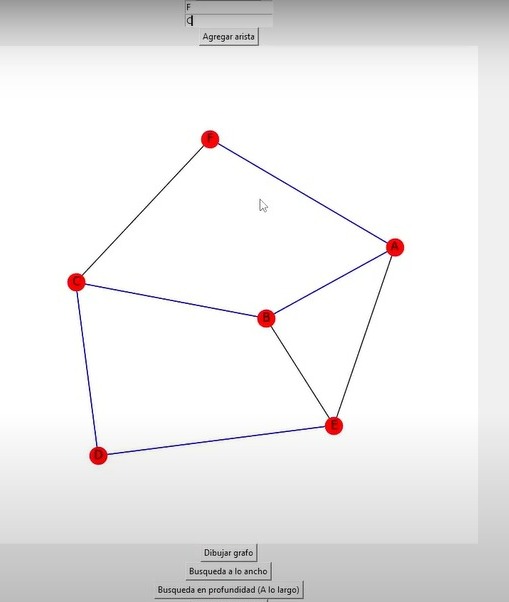 F
C
Agregar arista
F
A
C
B
E
D
Dibujar grafo
Busqueda a lo ancho
Busqueda en profundidad (A lo largo)